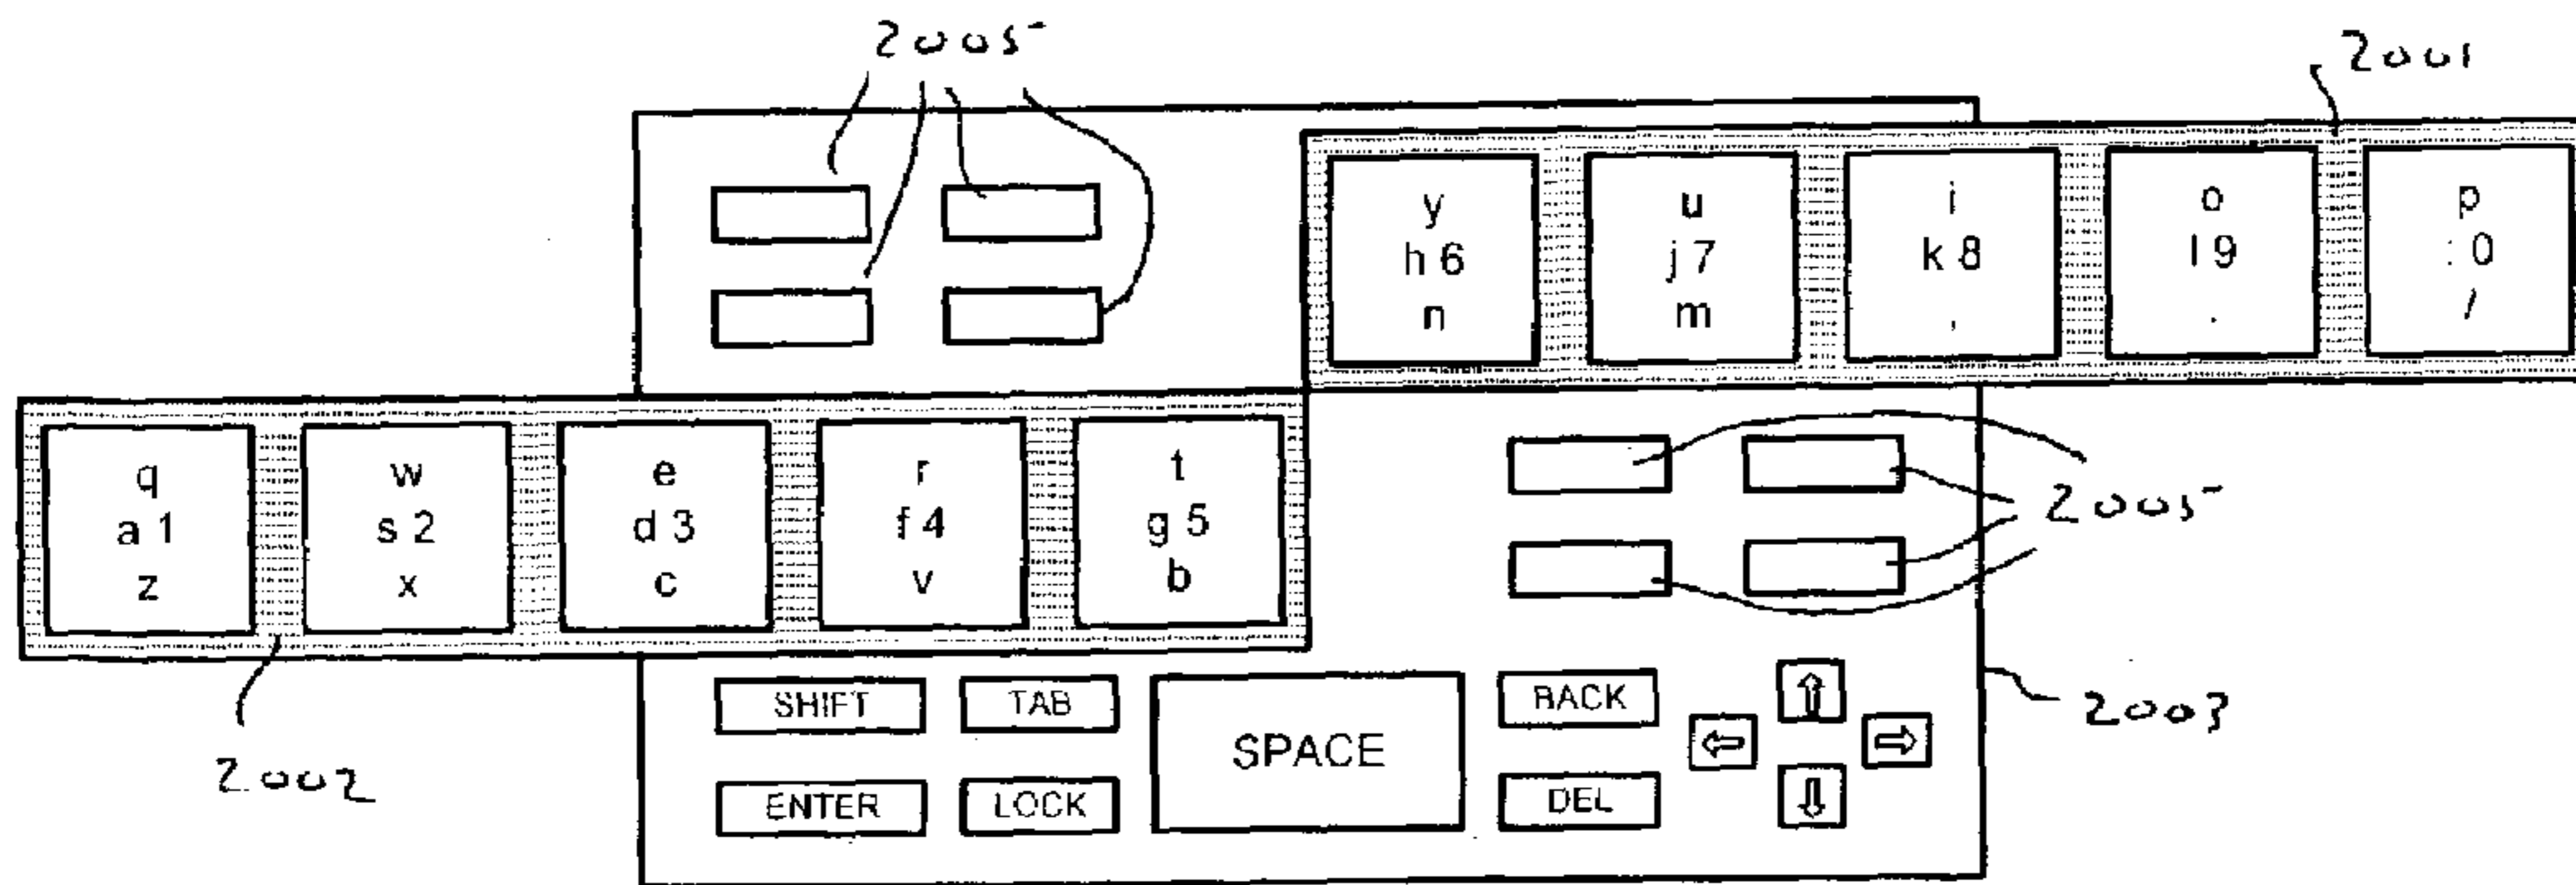 2005
2001
y u i o p
h 6 j 7 k 8 l 9 : 0
n m , . /
q w e r t
a 1 s 2 d 3 f 4 g 5
z x c v b
2005
SHIFT TAB SPACE BACK
2003
2002
ENTER LOCK DEL